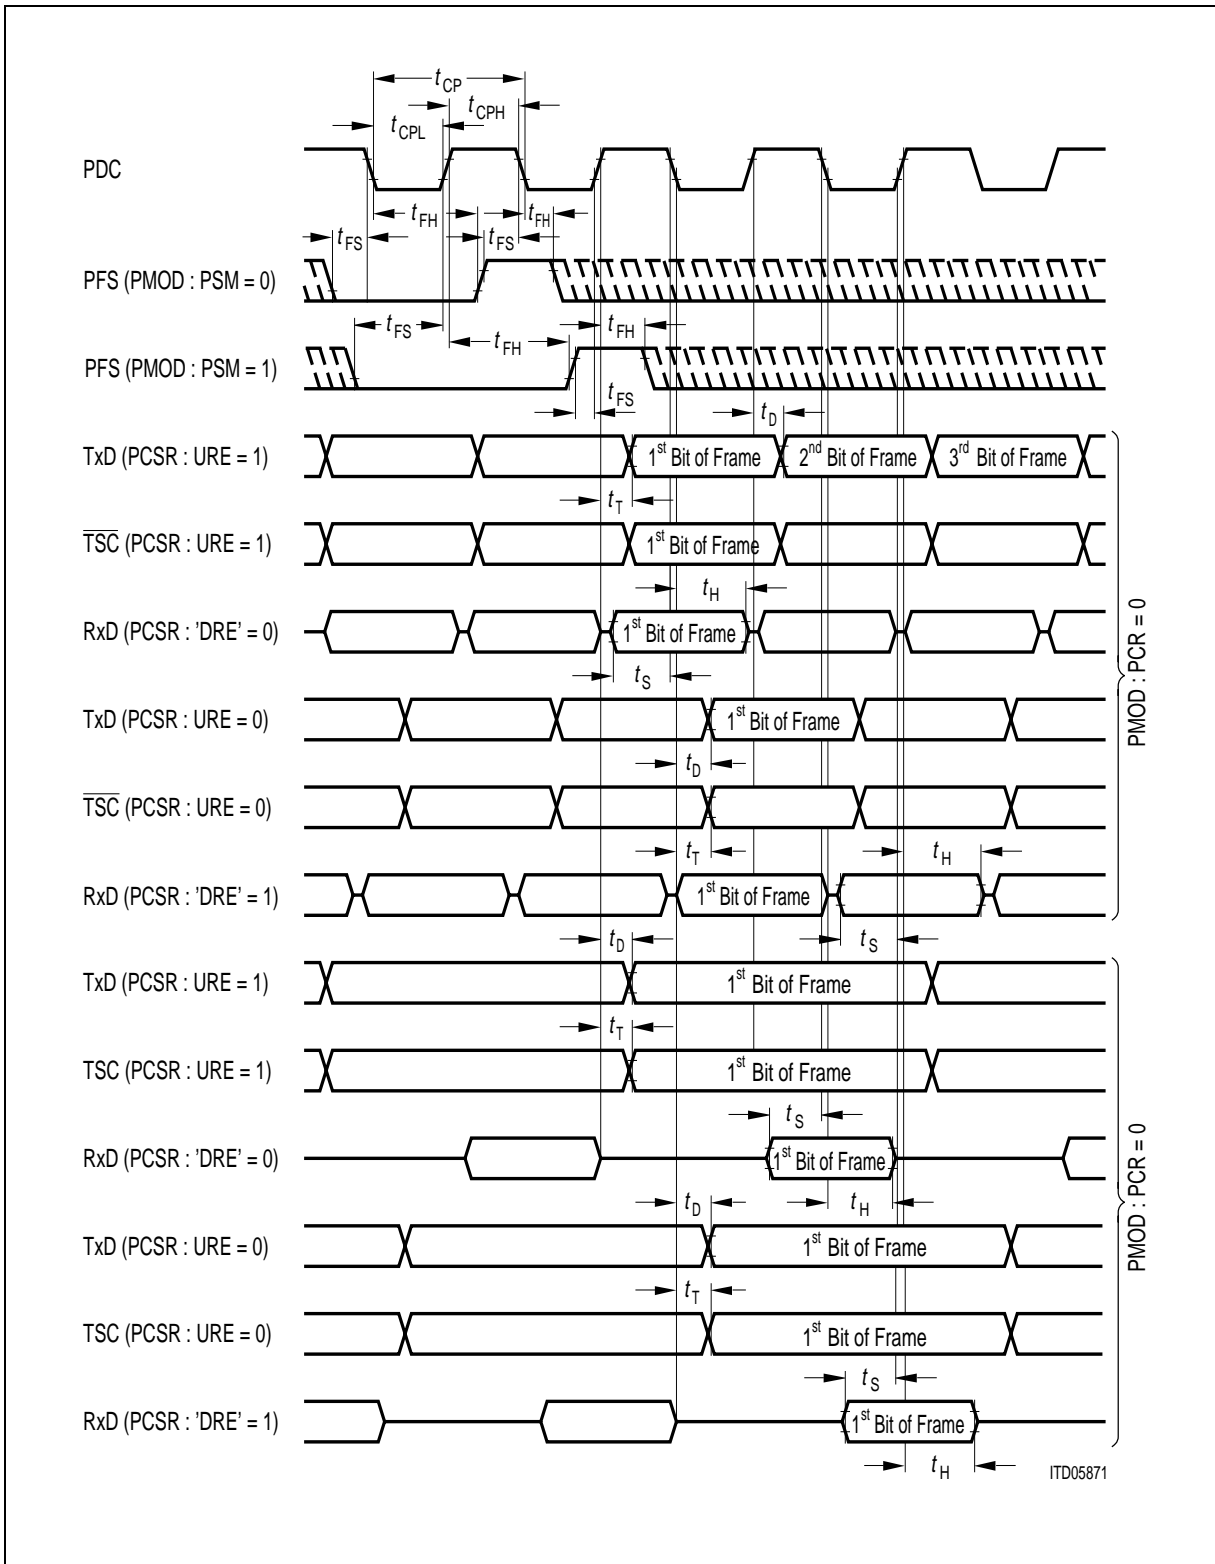 tCP
tCPH
tCPL
PDC
tFH
tFH
tFS
tFS
PFS (PMOD : PSM = 0)
tFS
tFH
tFH
PFS (PMOD : PSM = 1)
tFS
tD
TxD (PCSR : URE = 1)
1st Bit of Frame
2nd Bit of Frame
3rd Bit of Frame
tT
TSC (PCSR : URE = 1)
1st Bit of Frame
tH
RxD (PCSR : 'DRE' = 0)
1st Bit of Frame
tS
TxD (PCSR : URE = 0)
1st Bit of Frame
tD
TSC (PCSR : URE = 0)
tT
tH
RxD (PCSR : 'DRE' = 1)
1st Bit of Frame
PMOD : PCR = 0
tD
tS
TxD (PCSR : URE = 1)
1st Bit of Frame
tT
TSC (PCSR : URE = 1)
1st Bit of Frame
tS
RxD (PCSR : 'DRE' = 0)
1st Bit of Frame
tD
tH
TxD (PCSR : URE = 0)
1st Bit of Frame
tT
TSC (PCSR : URE = 0)
1st Bit of Frame
tS
RxD (PCSR : 'DRE' = 1)
1st Bit of Frame
PMOD : PCR = 0
tH
ITD05871